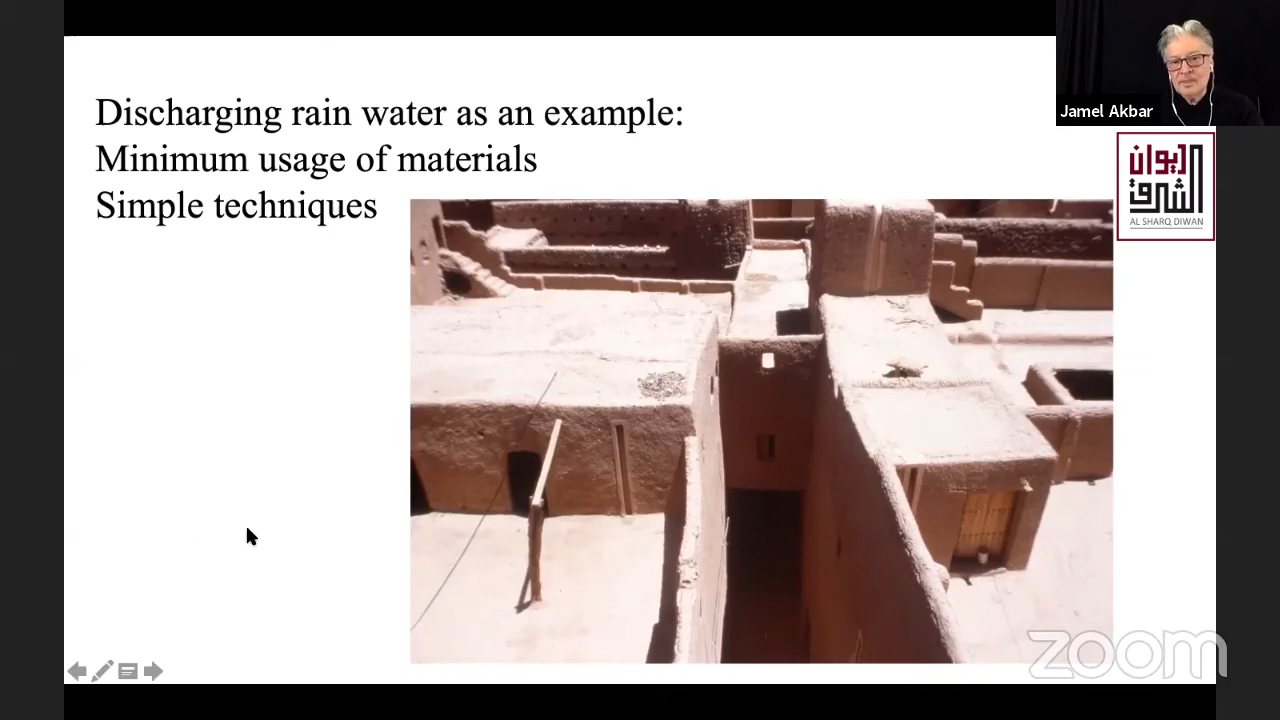 Discharging rain water as an example:
Minimum usage of materials
Simple techniques
Jamel Akbar
الديوان
الشرق
AL SHARQ DIWAN
zoom